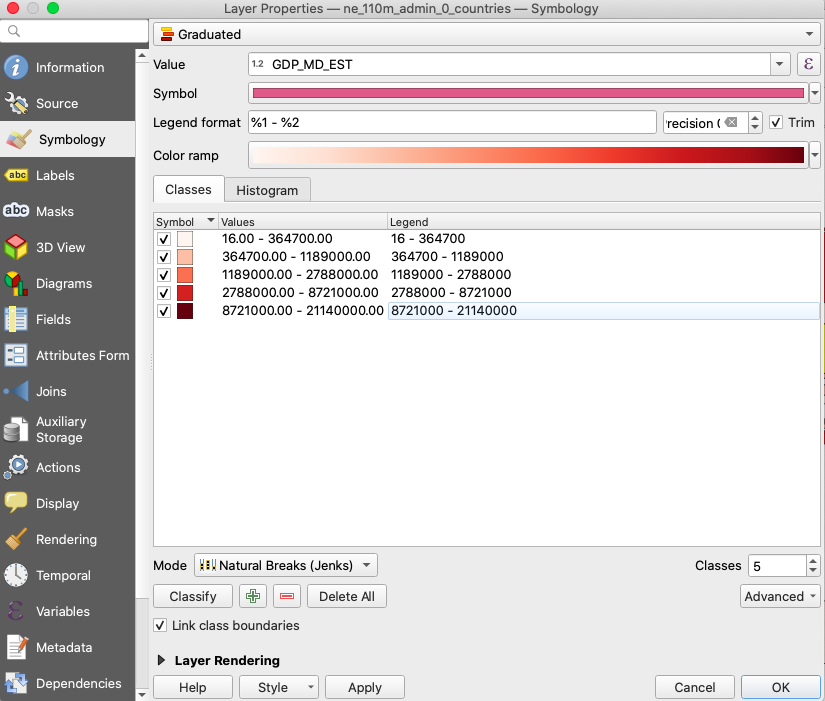 Layer Properties — ne_110m_admin_0_countries — Symbology
Information
Source
Symbology
abc Labels
abc Masks
3D View
Diagrams
Fields
Attributes Form
Joins
Auxiliary
Storage
Actions
Display
Rendering
Temporal
ε Variables
Metadata
Dependencies
Graduated
Value 1.2 GDP_MD_EST ε
Symbol
Legend format %1 - %2 recision ( Trim
Color ramp
Classes Histogram
Symbol Values Legend
16.00 - 364700.00 16 - 364700
364700.00 - 1189000.00 364700 - 1189000
1189000.00 - 2788000.00 1189000 - 2788000
2788000.00 - 8721000.00 2788000 - 8721000
8721000.00 - 21140000.00 8721000 - 21140000
Mode Natural Breaks (Jenks) Classes 5
Classify Delete All Advanced
Link class boundaries
Layer Rendering
Help Style Apply Cancel OK